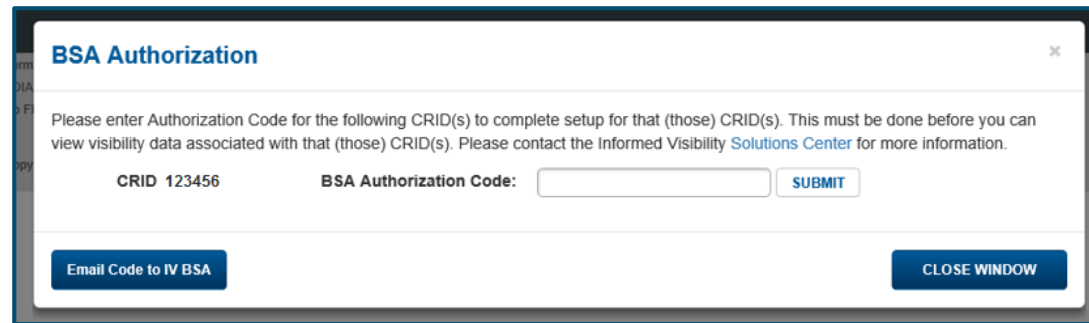 BSA Authorization
×
Please enter Authorization Code for the following CRID(s) to complete setup for that (those) CRID(s). This must be done before you can
view visibility data associated with that (those) CRID(s). Please contact the Informed Visibility Solutions Center for more information.
CRID 123456 BSA Authorization Code: SUBMIT
Email Code to IV BSA CLOSE WINDOW